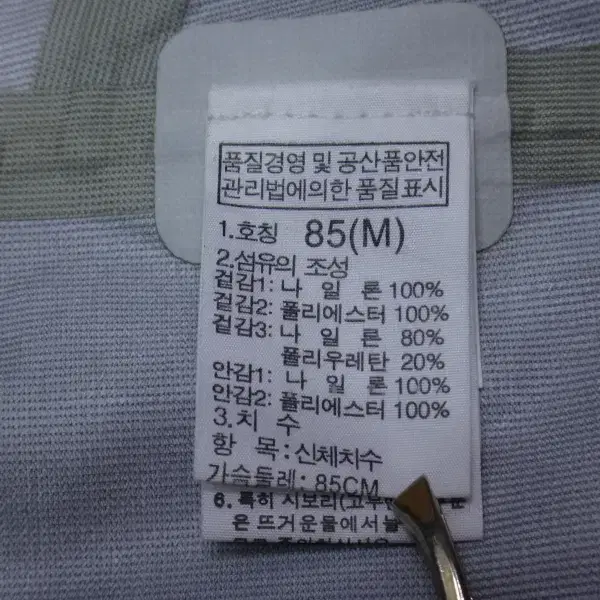 품질경영 및 공산품안전
관리법에의한 품질표시
1.호칭 85(M)
2.섬유의 조성
겉감1: 나 일 론 100%
겉감2: 폴리에스터 100%
겉감3: 나 일 론 80%
폴리우레탄 20%
안감1: 나 일 론 100%
안감2: 폴리에스터 100%
3.치 수
항 목:신체치수
가슴둘레: 85CM
6. 특히 시보리(고무
은 뜨거운물에서